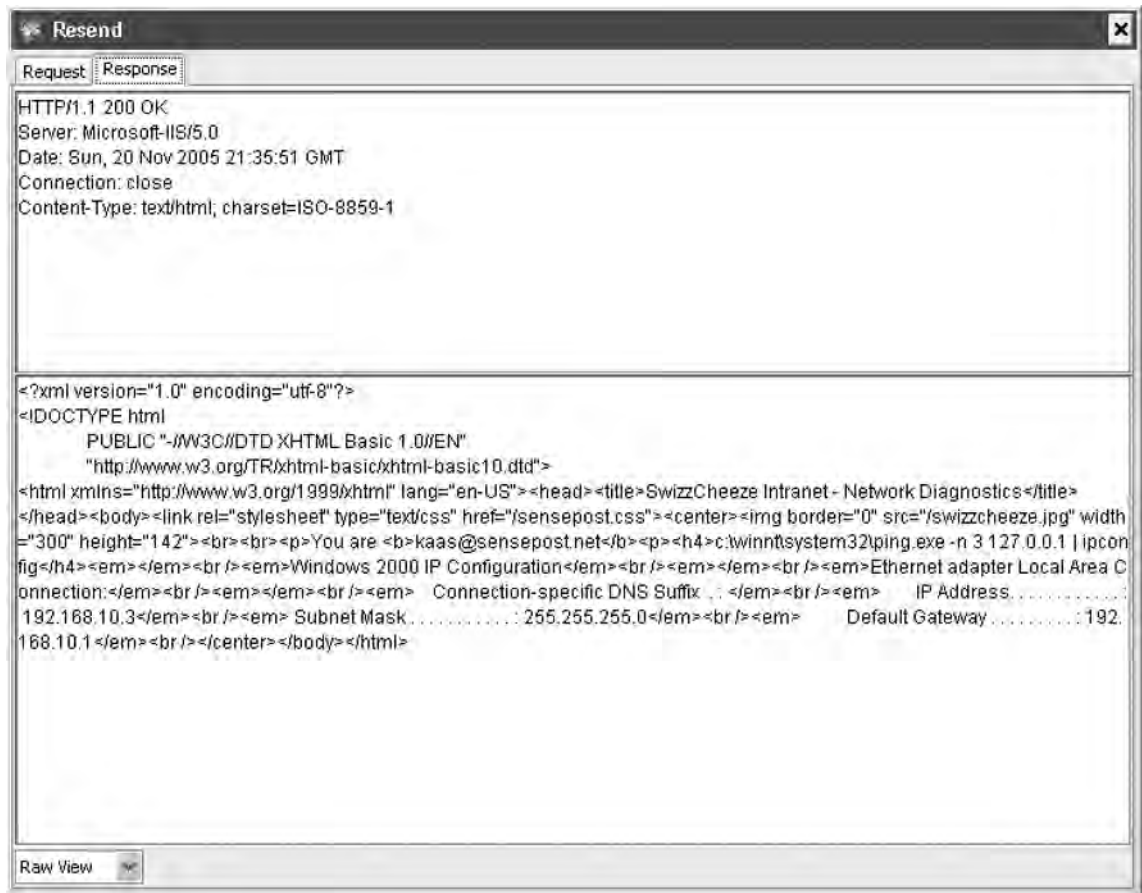 Resend
Request Response
HTTP/1.1 200 OK
Server: Microsoft-IIS/5.0
Date: Sun, 20 Nov 2005 21:35:51 GMT
Connection: close
Content-Type: text/html; charset=ISO-8859-1
<?xml version="1.0" encoding="utf-8"?>
<!DOCTYPE html
PUBLIC "-//W3C//DTD XHTML Basic 1.0//EN"
"http://www.w3.org/TR/xhtml-basic/xhtml-basic10.dtd">
<html xmlns="http://www.w3.org/1999/xhtml" lang="en-US"><head><title>SwizzCheeze Intranet - Network Diagnostics</title>
</head><body><link rel="stylesheet" type="text/css" href="/sensepost.css"><center><img border="0" src="/swizzcheeze.jpg" width
="300" height="142"><br><br><p>You are <b>kaas@sensepost.net</b><p><h4>c:\winnt\system32\ping.exe -n 3 127.0.0.1 | ipcon
fig</h4><em></em><br /><em>Windows 2000 IP Configuration</em><br /><em></em><br /><em>Ethernet adapter Local Area C
onnection:</em><br /><em></em><br /><em> Connection-specific DNS Suffix . : </em><br /><em> IP Address. . . . . . . . . . . . :
192.168.10.3</em><br /><em> Subnet Mask . . . . . . . . . . . : 255.255.255.0</em><br /><em> Default Gateway . . . . . . . . . : 192.
168.10.1</em><br /></center></body></html>
Raw View